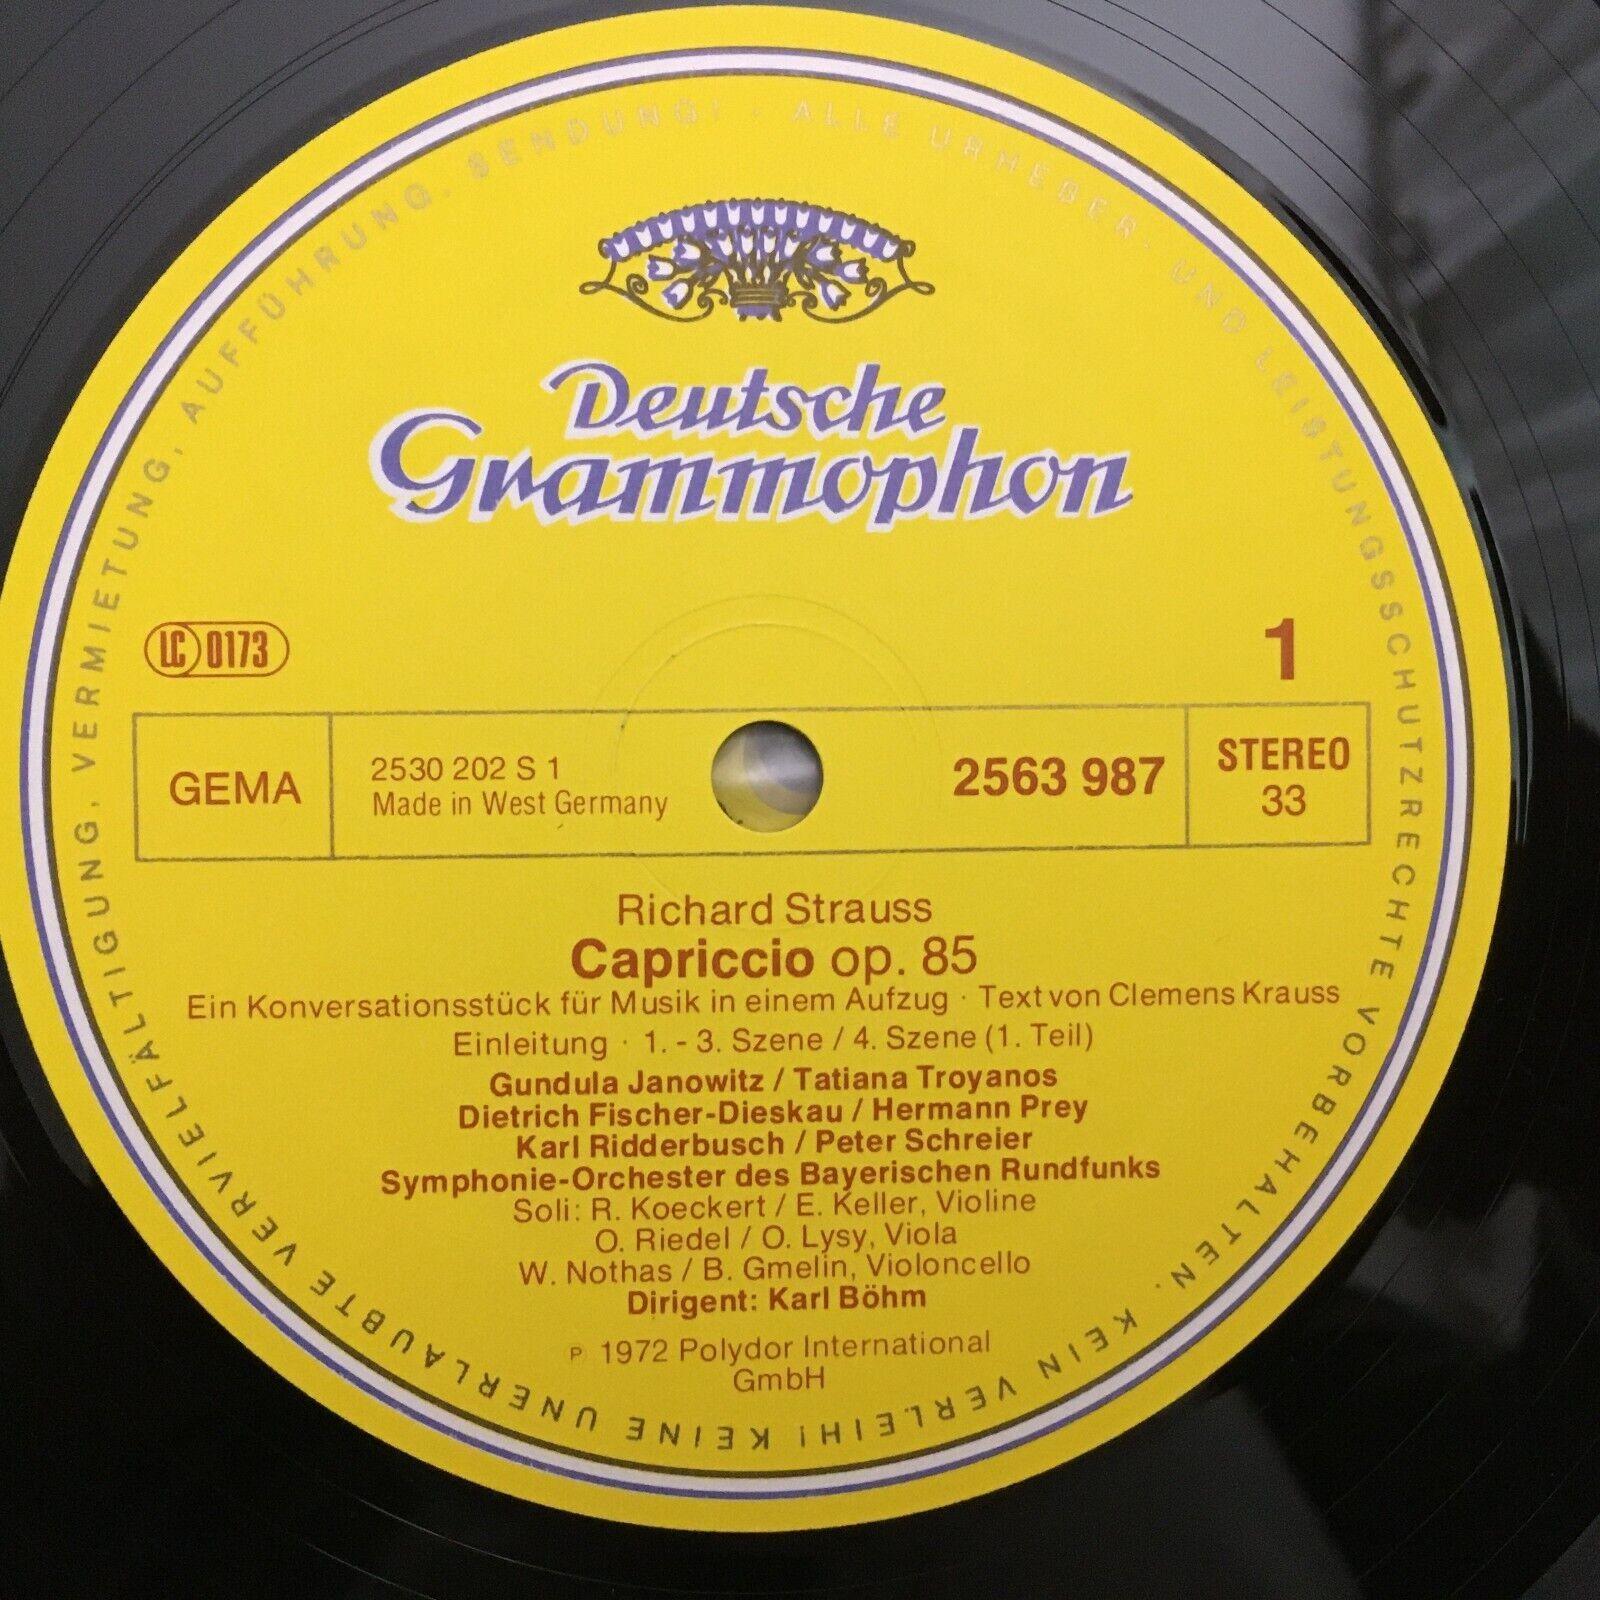 ALLE URHEBER- UND LEISTUNGSSCHUTZRECHTE VORBEHALTEN. KEIN VERLEIH! KEINE UNERLAUBTE VERVIELFÄLTIGUNG, VERMIETUNG, AUFFÜHRUNG, SENDUNG! ·
Deutsche
Grammophon
LC 0173
1
GEMA
2530 202 S 1
Made in West Germany
2563 987
STEREO
33
Richard Strauss
Capriccio op. 85
Ein Konversationsstück für Musik in einem Aufzug · Text von Clemens Krauss
Einleitung · 1. - 3. Szene / 4. Szene (1. Teil)
Gundula Janowitz / Tatiana Troyanos
Dietrich Fischer-Dieskau / Hermann Prey
Karl Ridderbusch / Peter Schreier
Symphonie-Orchester des Bayerischen Rundfunks
Soli: R. Koeckert / E. Keller, Violine
O. Riedel / O. Lysy, Viola
W. Nothas / B. Gmelin, Violoncello
Dirigent: Karl Böhm
℗ 1972 Polydor International
GmbH